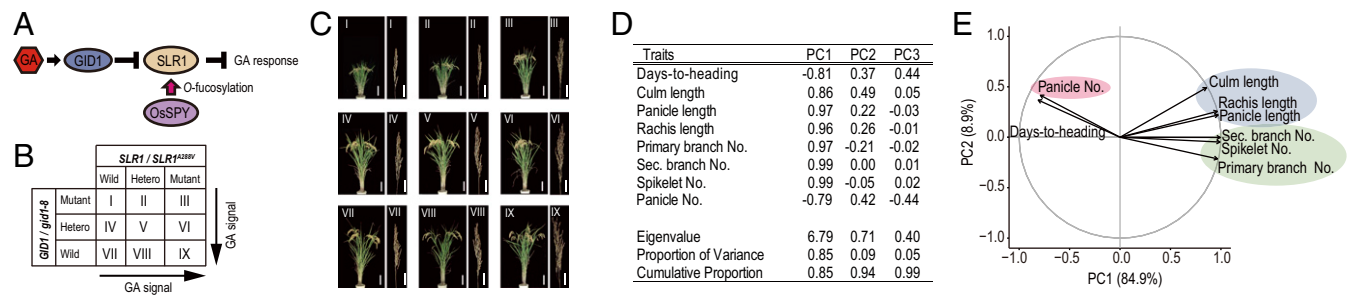 A
GA
GID1
SLR1
GA response
O-fucosylation
OsSPY
B
SLR1 / SLR1^A288V
Wild
Hetero
Mutant
GID1 / gid1-8
Mutant
I
II
III
Hetero
IV
V
VI
Wild
VII
VIII
IX
GA signal
GA signal
C
I
I
II
II
III
III
IV
IV
V
V
VI
VI
VII
VII
VIII
VIII
IX
IX
D
Traits PC1 PC2 PC3
Days-to-heading -0.81 0.37 0.44
Culm length 0.86 0.49 0.05
Panicle length 0.97 0.22 -0.03
Rachis length 0.96 0.26 -0.01
Primary branch No. 0.97 -0.21 -0.02
Sec. branch No. 0.99 0.00 0.01
Spikelet No. 0.99 -0.05 0.02
Panicle No. -0.79 0.42 -0.44
Eigenvalue 6.79 0.71 0.40
Proportion of Variance 0.85 0.09 0.05
Cumulative Proportion 0.85 0.94 0.99
E
PC2 (8.9%)
1.0
0.5
0.0
−0.5
−1.0
Panicle No.
Days-to-heading
Culm length
Rachis length
Panicle length
Sec. branch No.
Spikelet No.
Primary branch No.
−1.0 −0.5 0.0 0.5 1.0
PC1 (84.9%)